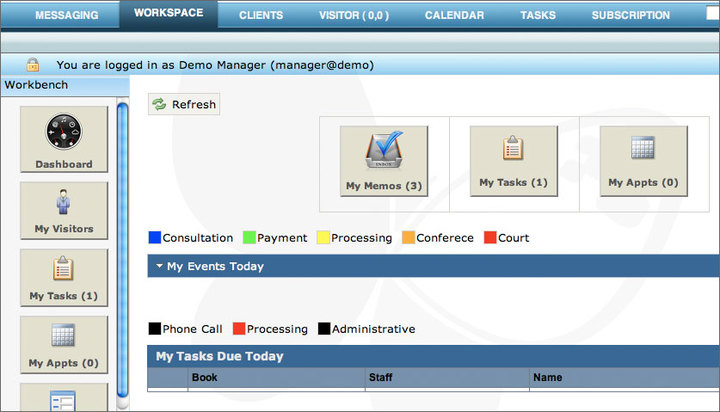 MESSAGING WORKSPACE CLIENTS VISITOR ( 0,0 ) CALENDAR TASKS SUBSCRIPTION
You are logged in as Demo Manager (manager@demo)
Workbench
Dashboard
My Visitors
My Tasks (1)
My Appts (0)
Refresh
INBOX
My Memos (3) My Tasks (1) My Appts (0)
Consultation Payment Processing Conferece Court
My Events Today
Phone Call Processing Administrative
My Tasks Due Today
Book Staff Name